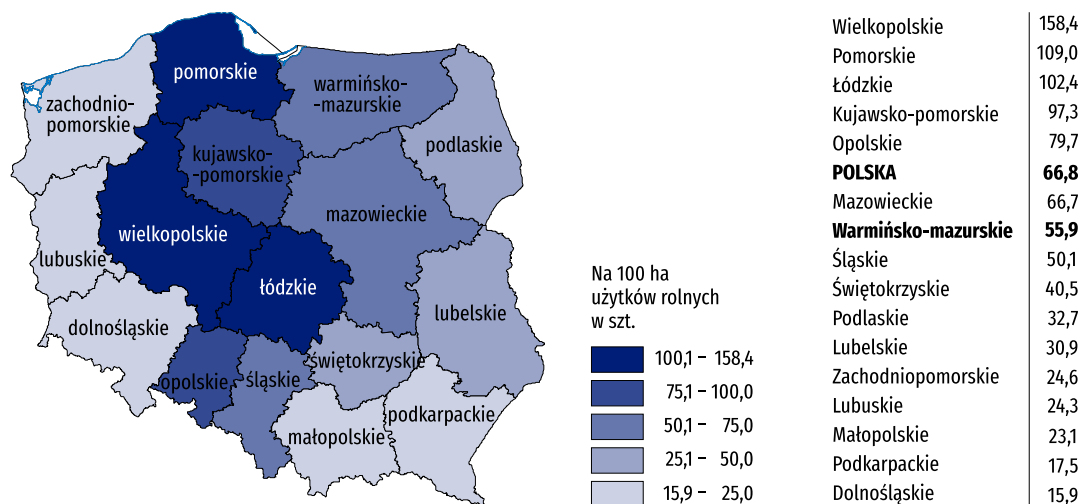 pomorskie
warmińsko-
-mazurskie
zachodnio-
pomorskie
podlaskie
kujawsko-
-pomorskie
mazowieckie
wielkopolskie
lubuskie
łódzkie
lubelskie
dolnośląskie
świętokrzyskie
opolskie
śląskie
podkarpackie
małopolskie
Na 100 ha
użytków rolnych
w szt.
100,1 – 158,4
75,1 – 100,0
50,1 – 75,0
25,1 – 50,0
15,9 – 25,0
Wielkopolskie 158,4
Pomorskie 109,0
Łódzkie 102,4
Kujawsko-pomorskie 97,3
Opolskie 79,7
POLSKA 66,8
Mazowieckie 66,7
Warmińsko-mazurskie 55,9
Śląskie 50,1
Świętokrzyskie 40,5
Podlaskie 32,7
Lubelskie 30,9
Zachodniopomorskie 24,6
Lubuskie 24,3
Małopolskie 23,1
Podkarpackie 17,5
Dolnośląskie 15,9